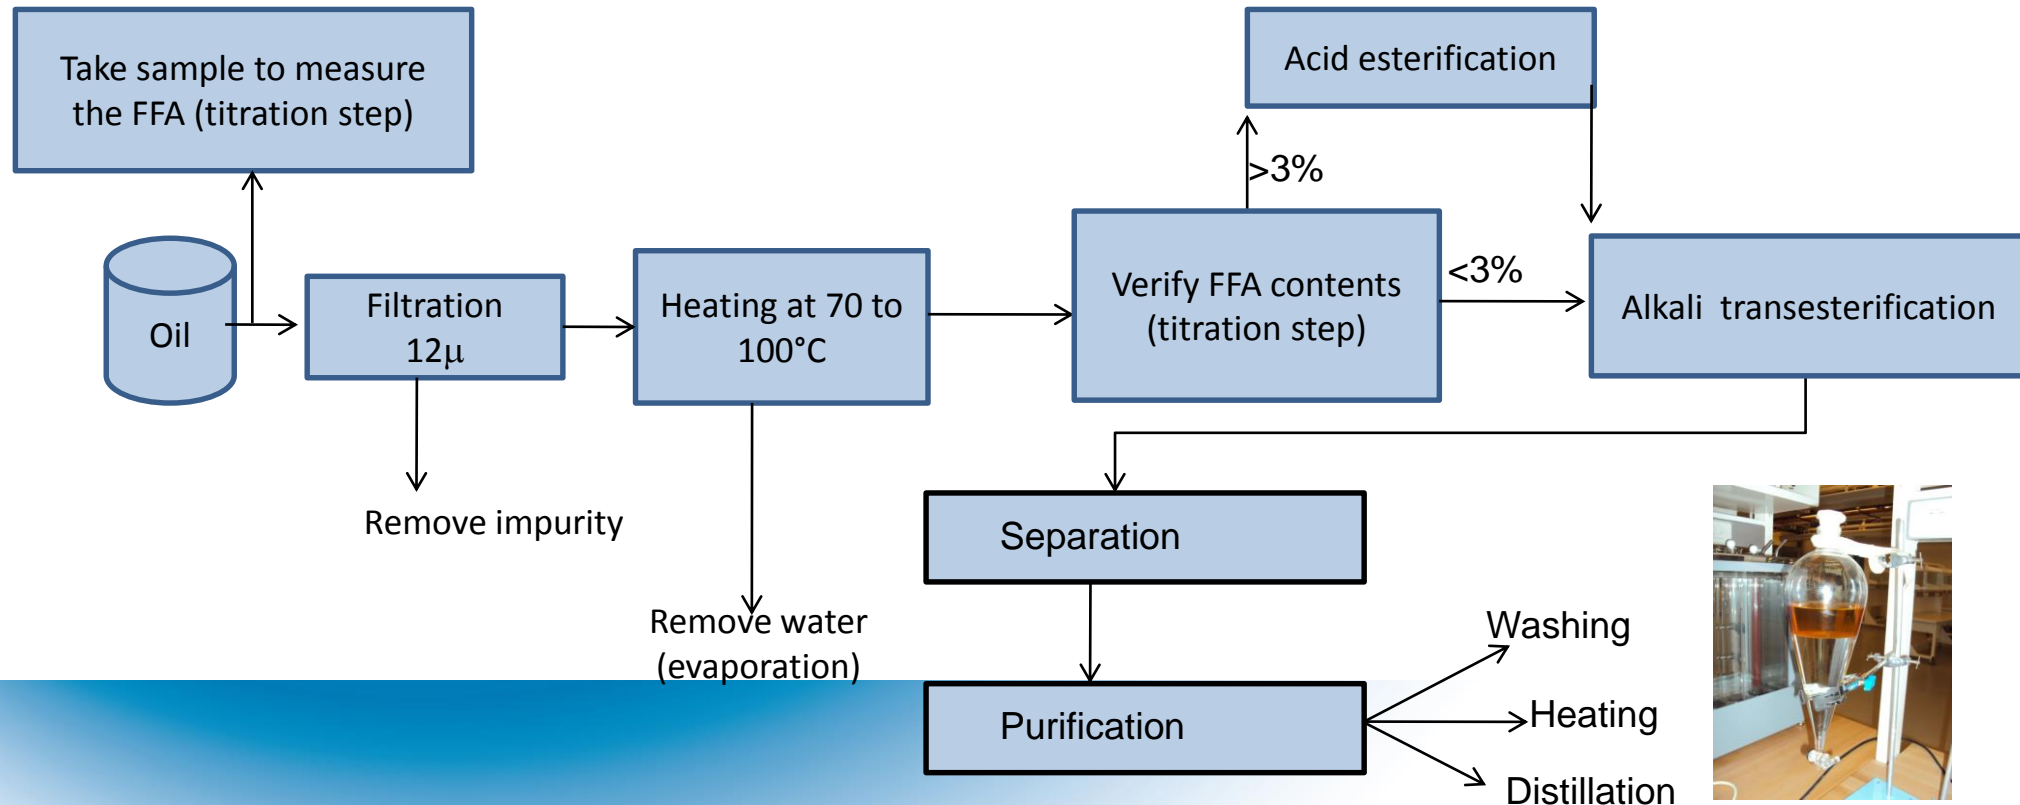 Take sample to measure
the FFA (titration step)
Acid esterification
>3%
Oil
Filtration
12μ
Heating at 70 to
100°C
Verify FFA contents
(titration step)
<3%
Alkali transesterification
Remove impurity
Remove water
(evaporation)
Separation
Purification
Washing
Heating
Distillation